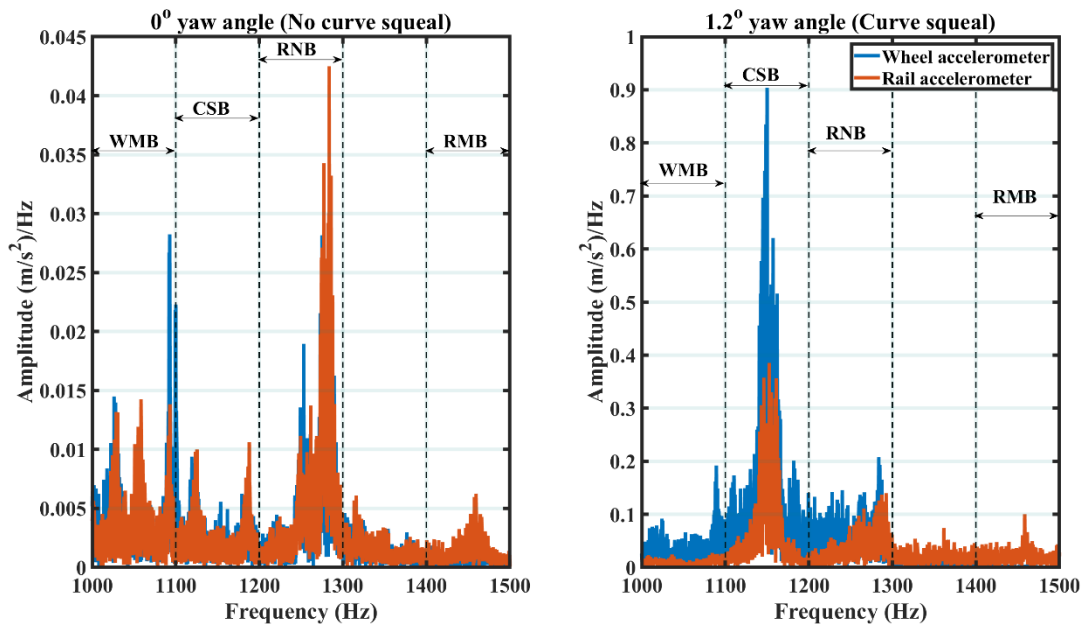 0° yaw angle (No curve squeal)
0.045
0.04
0.035
0.03
0.025
0.02
0.015
0.01
0.005
0
Amplitude (m/s²)/Hz
WMB
CSB
RNB
RMB
1000 1100 1200 1300 1400 1500
Frequency (Hz)
1.2° yaw angle (Curve squeal)
1
0.9
0.8
0.7
0.6
0.5
0.4
0.3
0.2
0.1
0
Amplitude (m/s²)/Hz
Wheel accelerometer
Rail accelerometer
WMB
CSB
RNB
RMB
1000 1100 1200 1300 1400 1500
Frequency (Hz)